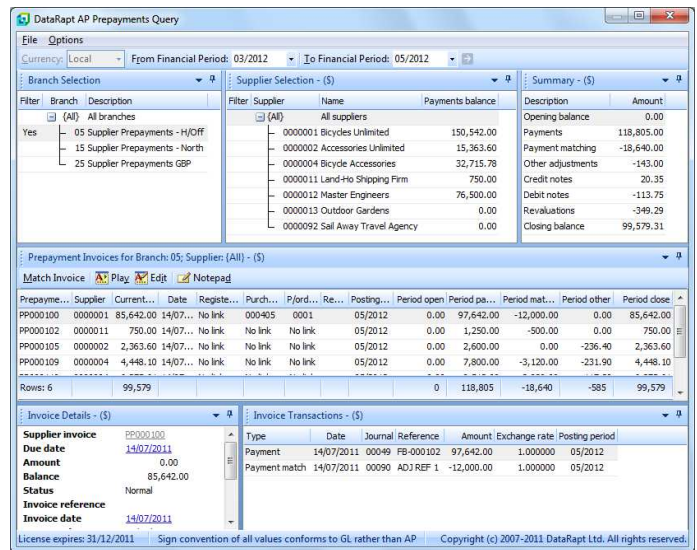 DataRapt AP Prepayments Query
File Options
Currency: Local From Financial Period: 03/2012 To Financial Period: 05/2012
Branch Selection
Filter Branch Description
{All} All branches
Yes 05 Supplier Prepayments - H/Off
15 Supplier Prepayments - North
25 Supplier Prepayments GBP
Supplier Selection - ($)
Filter Supplier Name Payments balance
{All} All suppliers
0000001 Bicycles Unlimited 150,542.00
0000002 Accessories Unlimited 15,363.60
0000004 Bicycle Accessories 32,715.78
0000011 Land-Ho Shipping Firm 750.00
0000012 Master Engineers 76,500.00
0000013 Outdoor Gardens 0.00
0000092 Sail Away Travel Agency 0.00
Summary - ($)
Description Amount
Opening balance 0.00
Payments 118,805.00
Payment matching -18,640.00
Other adjustments -143.00
Credit notes 20.35
Debit notes -113.75
Revaluations -349.29
Closing balance 99,579.31
Prepayment Invoices for Branch: 05; Supplier: {All} - ($)
Match Invoice Play Edit Notepad
Prepayme... Supplier Current... Date Registe... Purch... P/ord... Re... Posting... Period open Period pa... Period mat... Period other Period close
PP000100 0000001 85,642.00 14/07... No link 000405 0001 05/2012 0.00 97,642.00 -12,000.00 0.00 85,642.00
PP000102 0000011 750.00 14/07... No link No link No link 05/2012 0.00 1,250.00 -500.00 0.00 750.00
PP000105 0000002 2,363.60 14/07... No link No link No link 05/2012 0.00 2,600.00 0.00 -236.40 2,363.60
PP000109 0000004 4,448.10 14/07... No link No link No link 05/2012 0.00 7,800.00 -3,120.00 -231.90 4,448.10
Rows: 6 99,579 0 118,805 -18,640 -585 99,579
Invoice Details - ($)
Supplier invoice PP000100
Due date 14/07/2011
Amount 0.00
Balance 85,642.00
Status Normal
Invoice reference
Invoice date 14/07/2011
Invoice Transactions - ($)
Type Date Journal Reference Amount Exchange rate Posting period
Payment 14/07/2011 00049 FB-000102 97,642.00 1.000000 05/2012
Payment match 14/07/2011 00090 ADJ REF 1 -12,000.00 1.000000 05/2012
License expires: 31/12/2011 Sign convention of all values conforms to GL rather than AP Copyright (c) 2007-2011 DataRapt Ltd. All rights reserved.